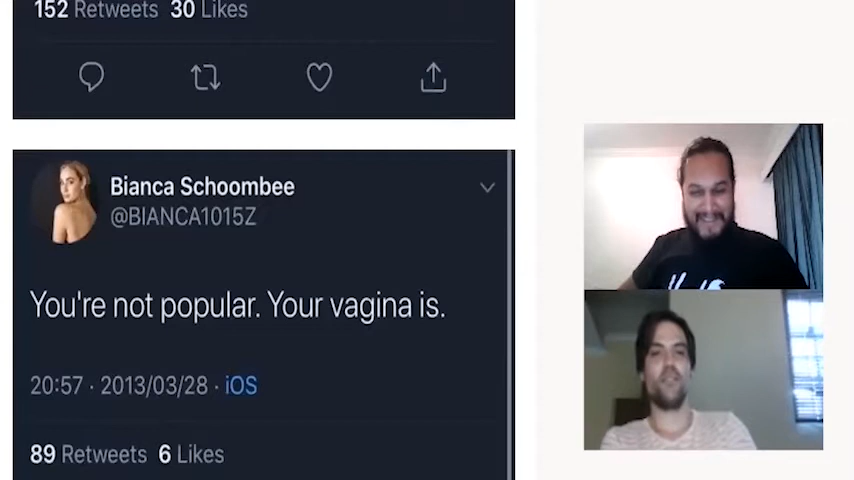 152 Retweets 30 Likes
Bianca Schoombee
@BIANCA1015Z
You're not popular. Your vagina is.
20:57 · 2013/03/28 · iOS
89 Retweets 6 Likes